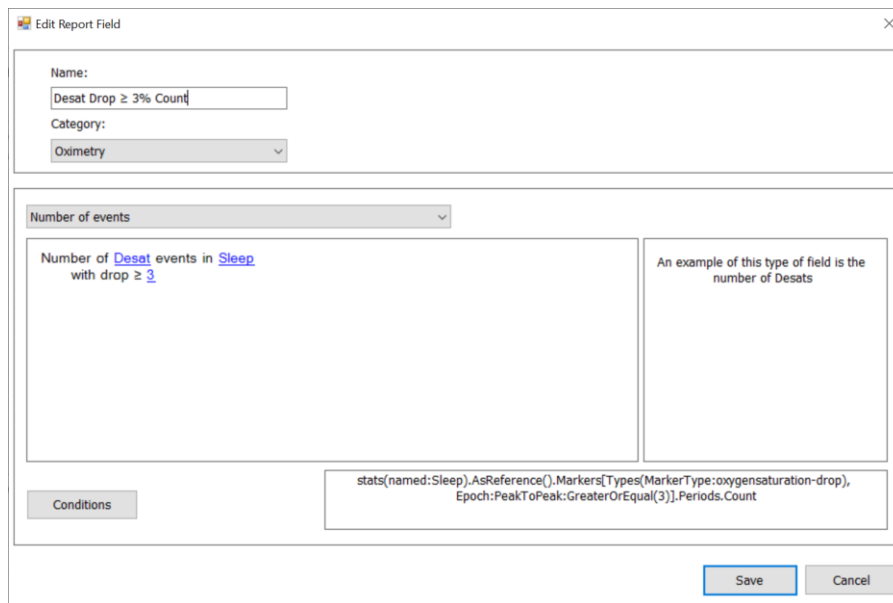 Edit Report Field
Name:
Desat Drop ≥ 3% Count
Category:
Oximetry
Number of events
Number of Desat events in Sleep
with drop ≥ 3
An example of this type of field is the
number of Desats
Conditions
stats(named:Sleep).AsReference().Markers[Types(MarkerType:oxygensaturation-drop),
Epoch:PeakToPeak:GreaterOrEqual(3)].Periods.Count
Save
Cancel